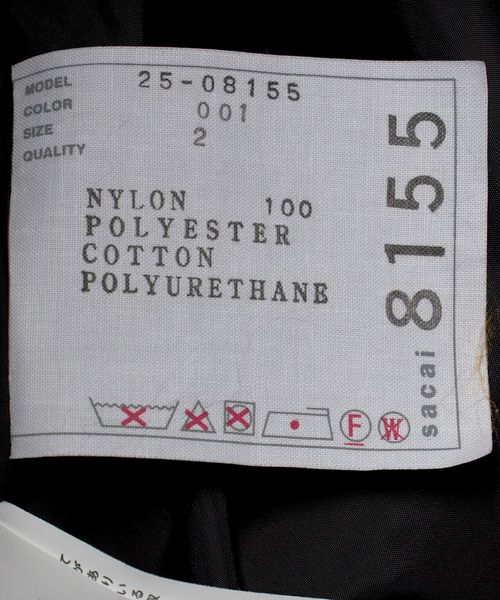 MODEL 25-08155
COLOR 001
SIZE 2
QUALITY
NYLON 100
POLYESTER
COTTON
POLYURETHANE
F
W
sacai 8155